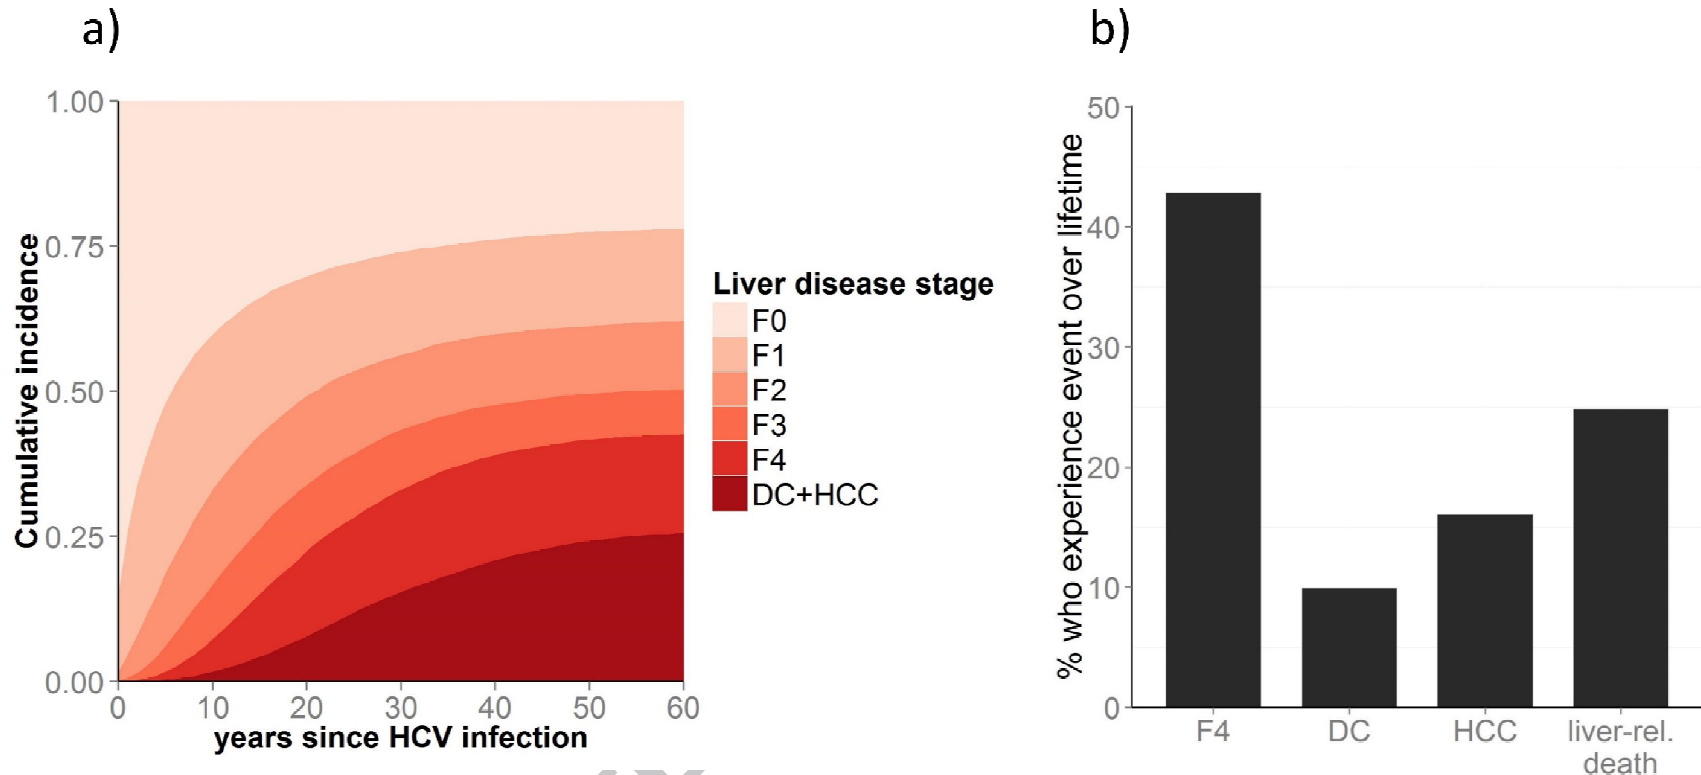 a)
Cumulative incidence
1.00
0.75
0.50
0.25
0.00
0 10 20 30 40 50 60
years since HCV infection
Liver disease stage
F0
F1
F2
F3
F4
DC+HCC
b)
% who experience event over lifetime
50
40
30
20
10
0
F4 DC HCC liver-rel.
death